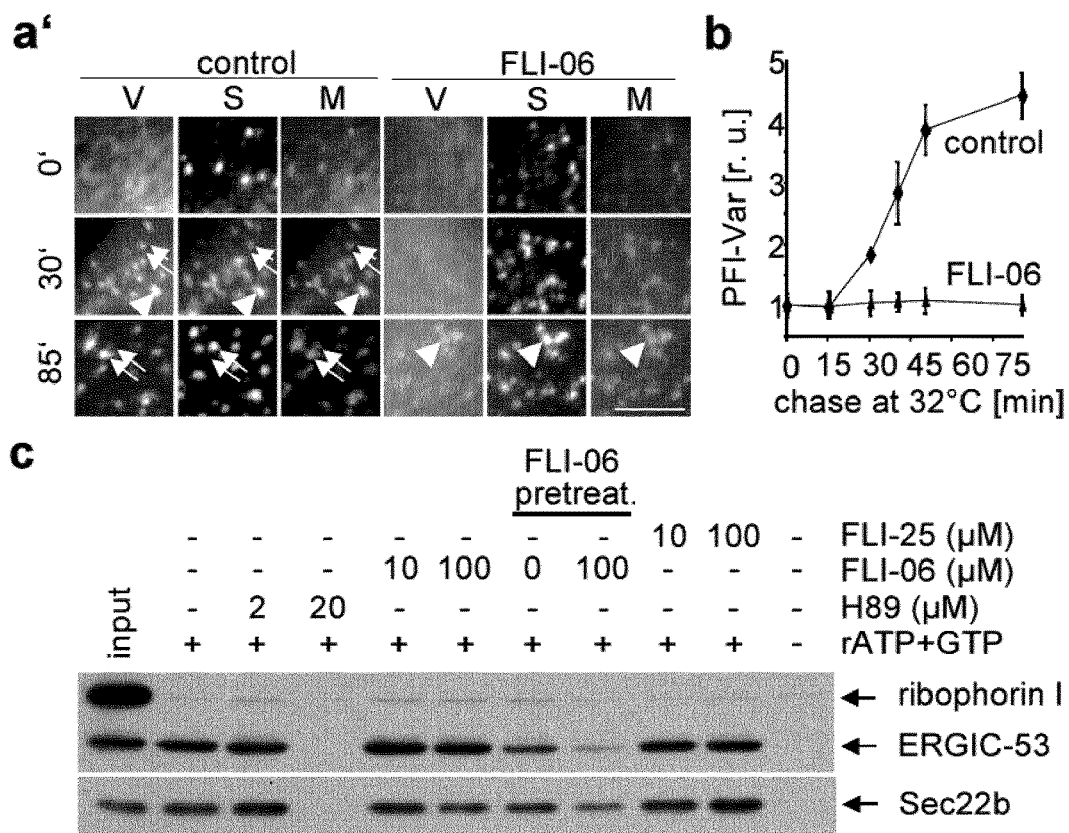 a'
control FLI-06
V S M V S M
0'
30'
85'
b
PFI-Var [r. u.]
5
4
3
2
1
control
FLI-06
0 15 30 45 60 75
chase at 32°C [min]
c
FLI-06
pretreat.
- - - - - - - 10 100 - FLI-25 (µM)
- - - 10 100 0 100 - - - FLI-06 (µM)
- 2 20 - - - - - - - H89 (µM)
input + + + + + + + + + - rATP+GTP
ribophorin I
ERGIC-53
Sec22b